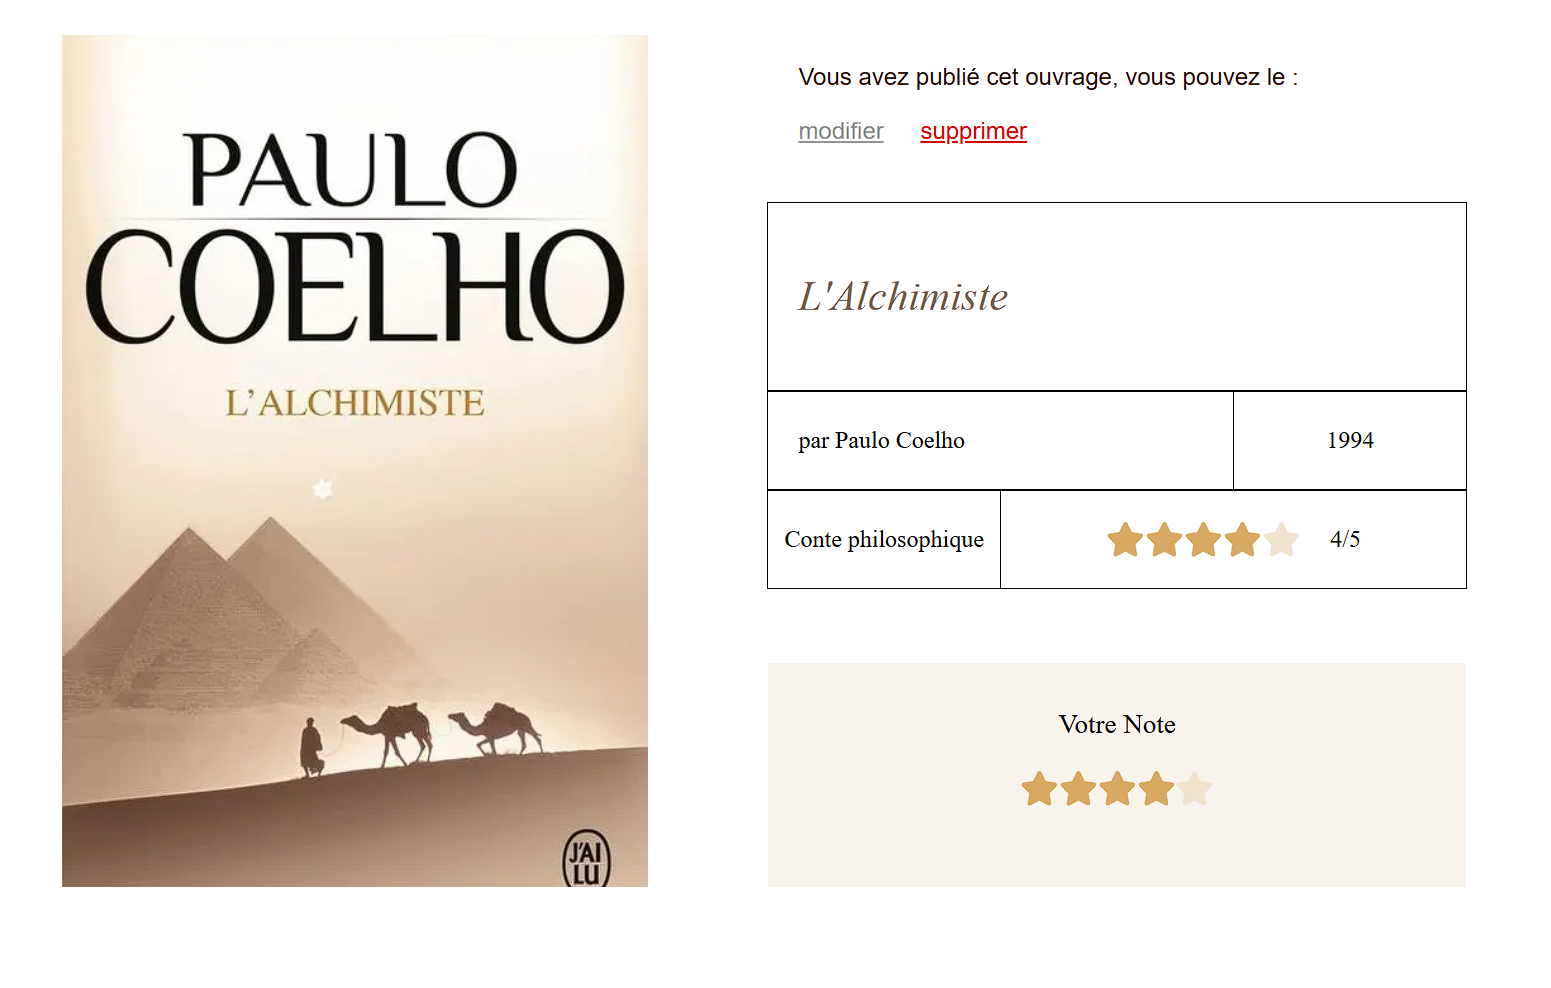 PAULO
COELHO
L'ALCHIMISTE
J'AI
LU
Vous avez publié cet ouvrage, vous pouvez le :
modifier supprimer
L'Alchimiste
par Paulo Coelho
1994
Conte philosophique
4/5
Votre Note